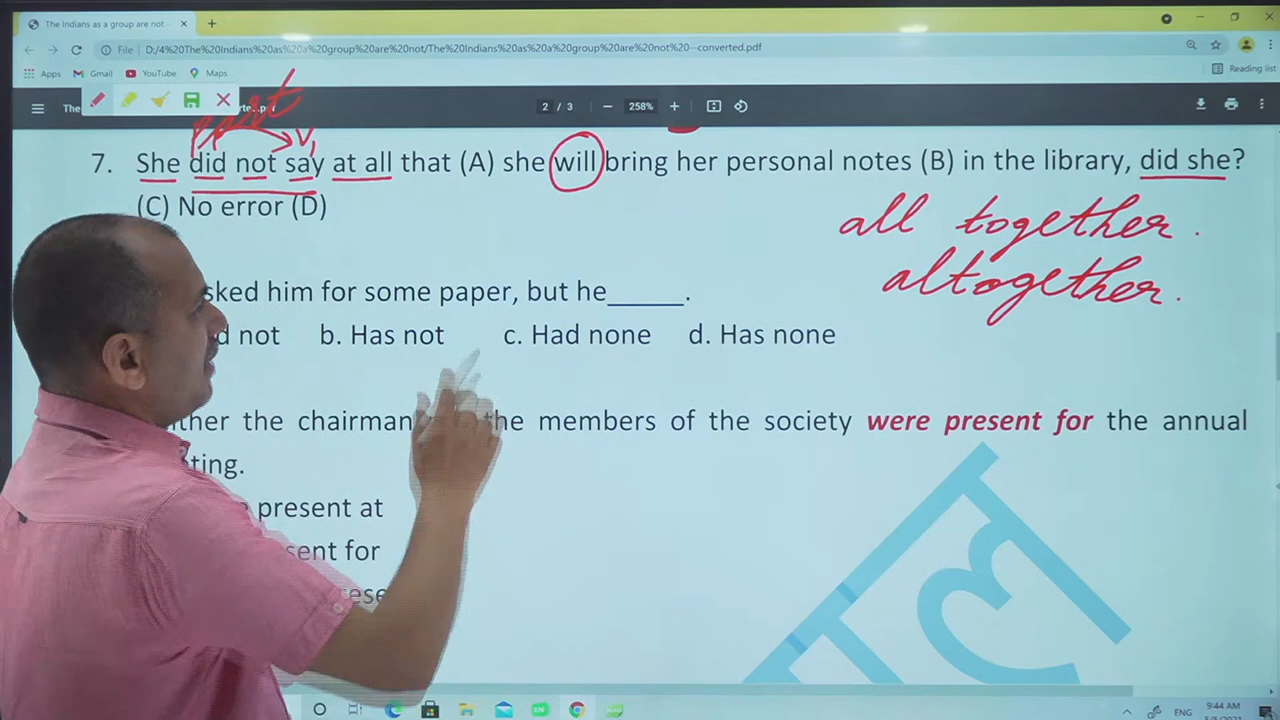 The Indians as a group are not
File D:/4%20The%20Indians%20as%20a%20group%20are%20not/The%20Indians%20as%20a%20group%20are%20not%20--converted.pdf
Apps Gmail YouTube Maps Reading list
The
2 / 3 258%
past
V1
7. She did not say at all that (A) she will bring her personal notes (B) in the library, did she?
(C) No error (D)
all together.
altogether.
sked him for some paper, but he_____.
d not b. Has not c. Had none d. Has none
ther the chairman the members of the society were present for the annual
ting.
present at
sent for
ENG
9:44 AM